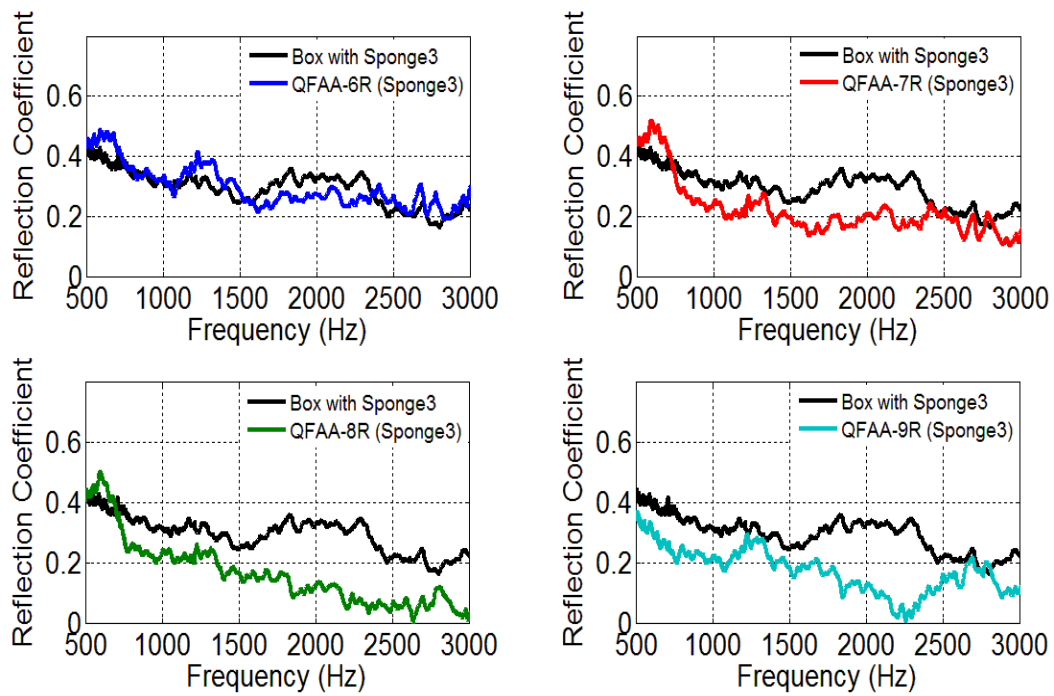 Box with Sponge3
QFAA-6R (Sponge3)
Reflection Coefficient
0.6
0.4
0.2
0
500 1000 1500 2000 2500 3000
Frequency (Hz)
Box with Sponge3
QFAA-7R (Sponge3)
Reflection Coefficient
0.6
0.4
0.2
0
500 1000 1500 2000 2500 3000
Frequency (Hz)
Box with Sponge3
QFAA-8R (Sponge3)
Reflection Coefficient
0.6
0.4
0.2
0
500 1000 1500 2000 2500 3000
Frequency (Hz)
Box with Sponge3
QFAA-9R (Sponge3)
Reflection Coefficient
0.6
0.4
0.2
0
500 1000 1500 2000 2500 3000
Frequency (Hz)